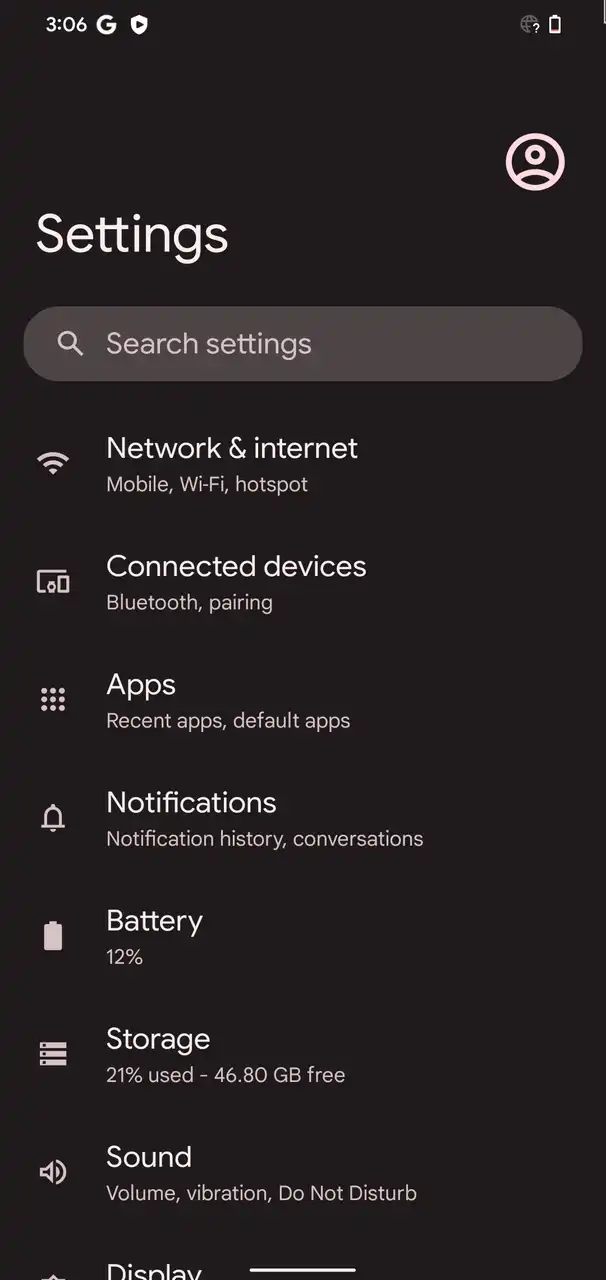 3:06
Settings
Search settings
Network & internet
Mobile, Wi-Fi, hotspot
Connected devices
Bluetooth, pairing
Apps
Recent apps, default apps
Notifications
Notification history, conversations
Battery
12%
Storage
21% used - 46.80 GB free
Sound
Volume, vibration, Do Not Disturb
Display